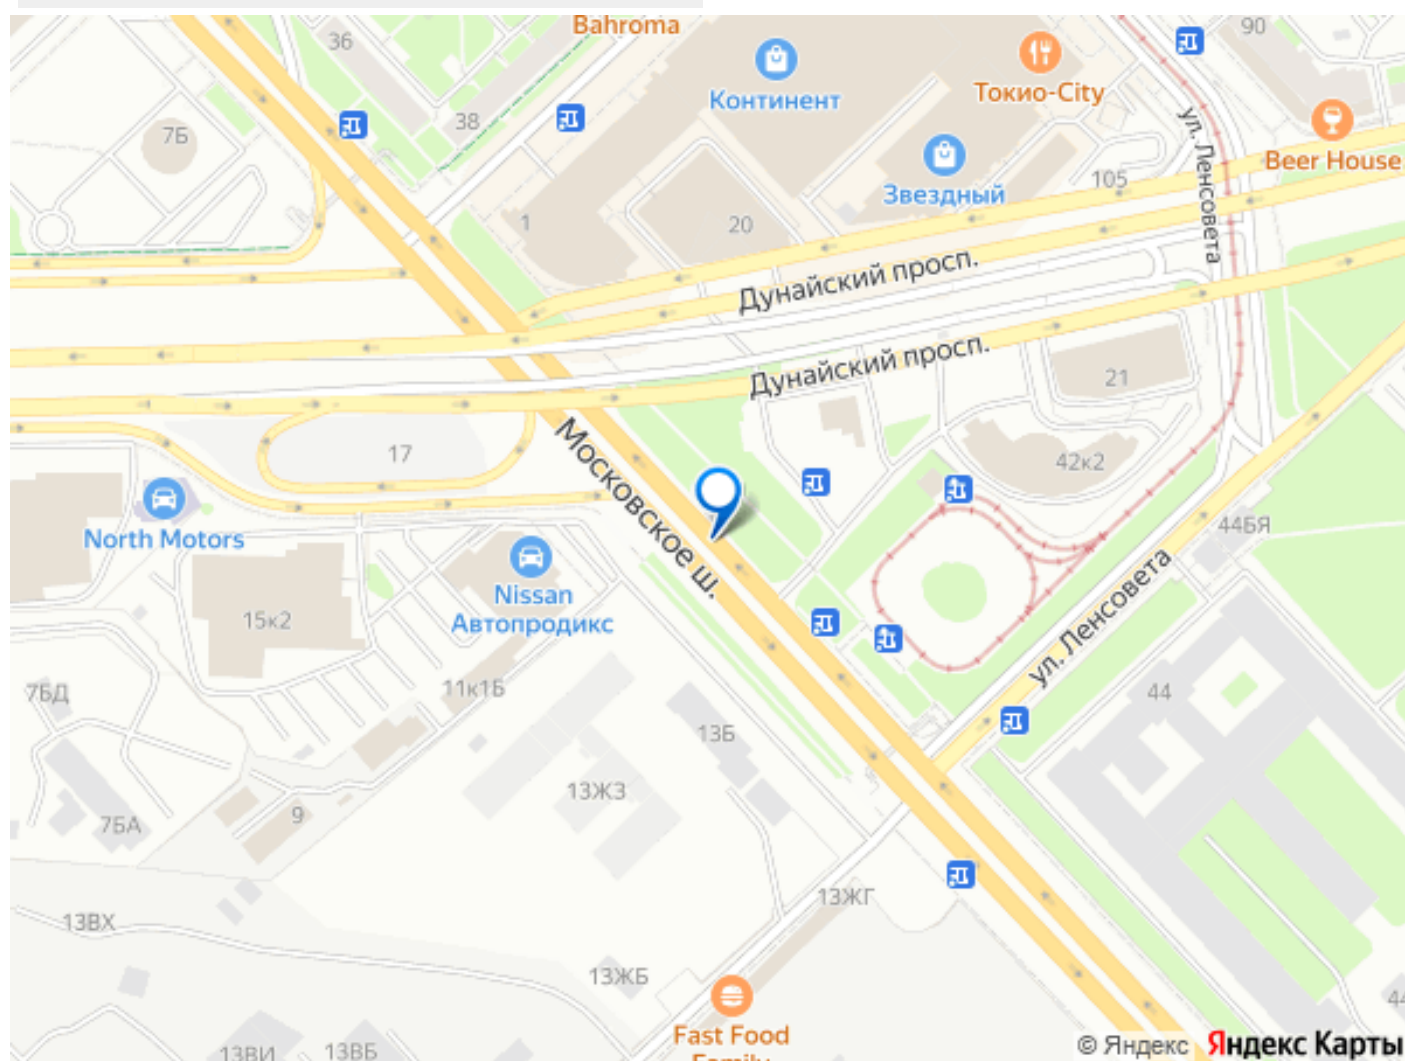 Bahroma
36
90
Континент
Токио-City
38
7Б
ул. Ленсовета
Beer House
Звездный
105
1
20
Дунайский просп.
Дунайский просп.
21
Московское ш.
17
42к2
North Motors
44БЯ
Nissan
Автопродикс
15к2
ул. Ленсовета
7БД
11к1Б
44
13Б
13ЖЗ
9
7БА
13ЖГ
13ВХ
13ЖБ
Fast Food
Family
13ВИ
13ВБ
© Яндекс Яндекс Карты